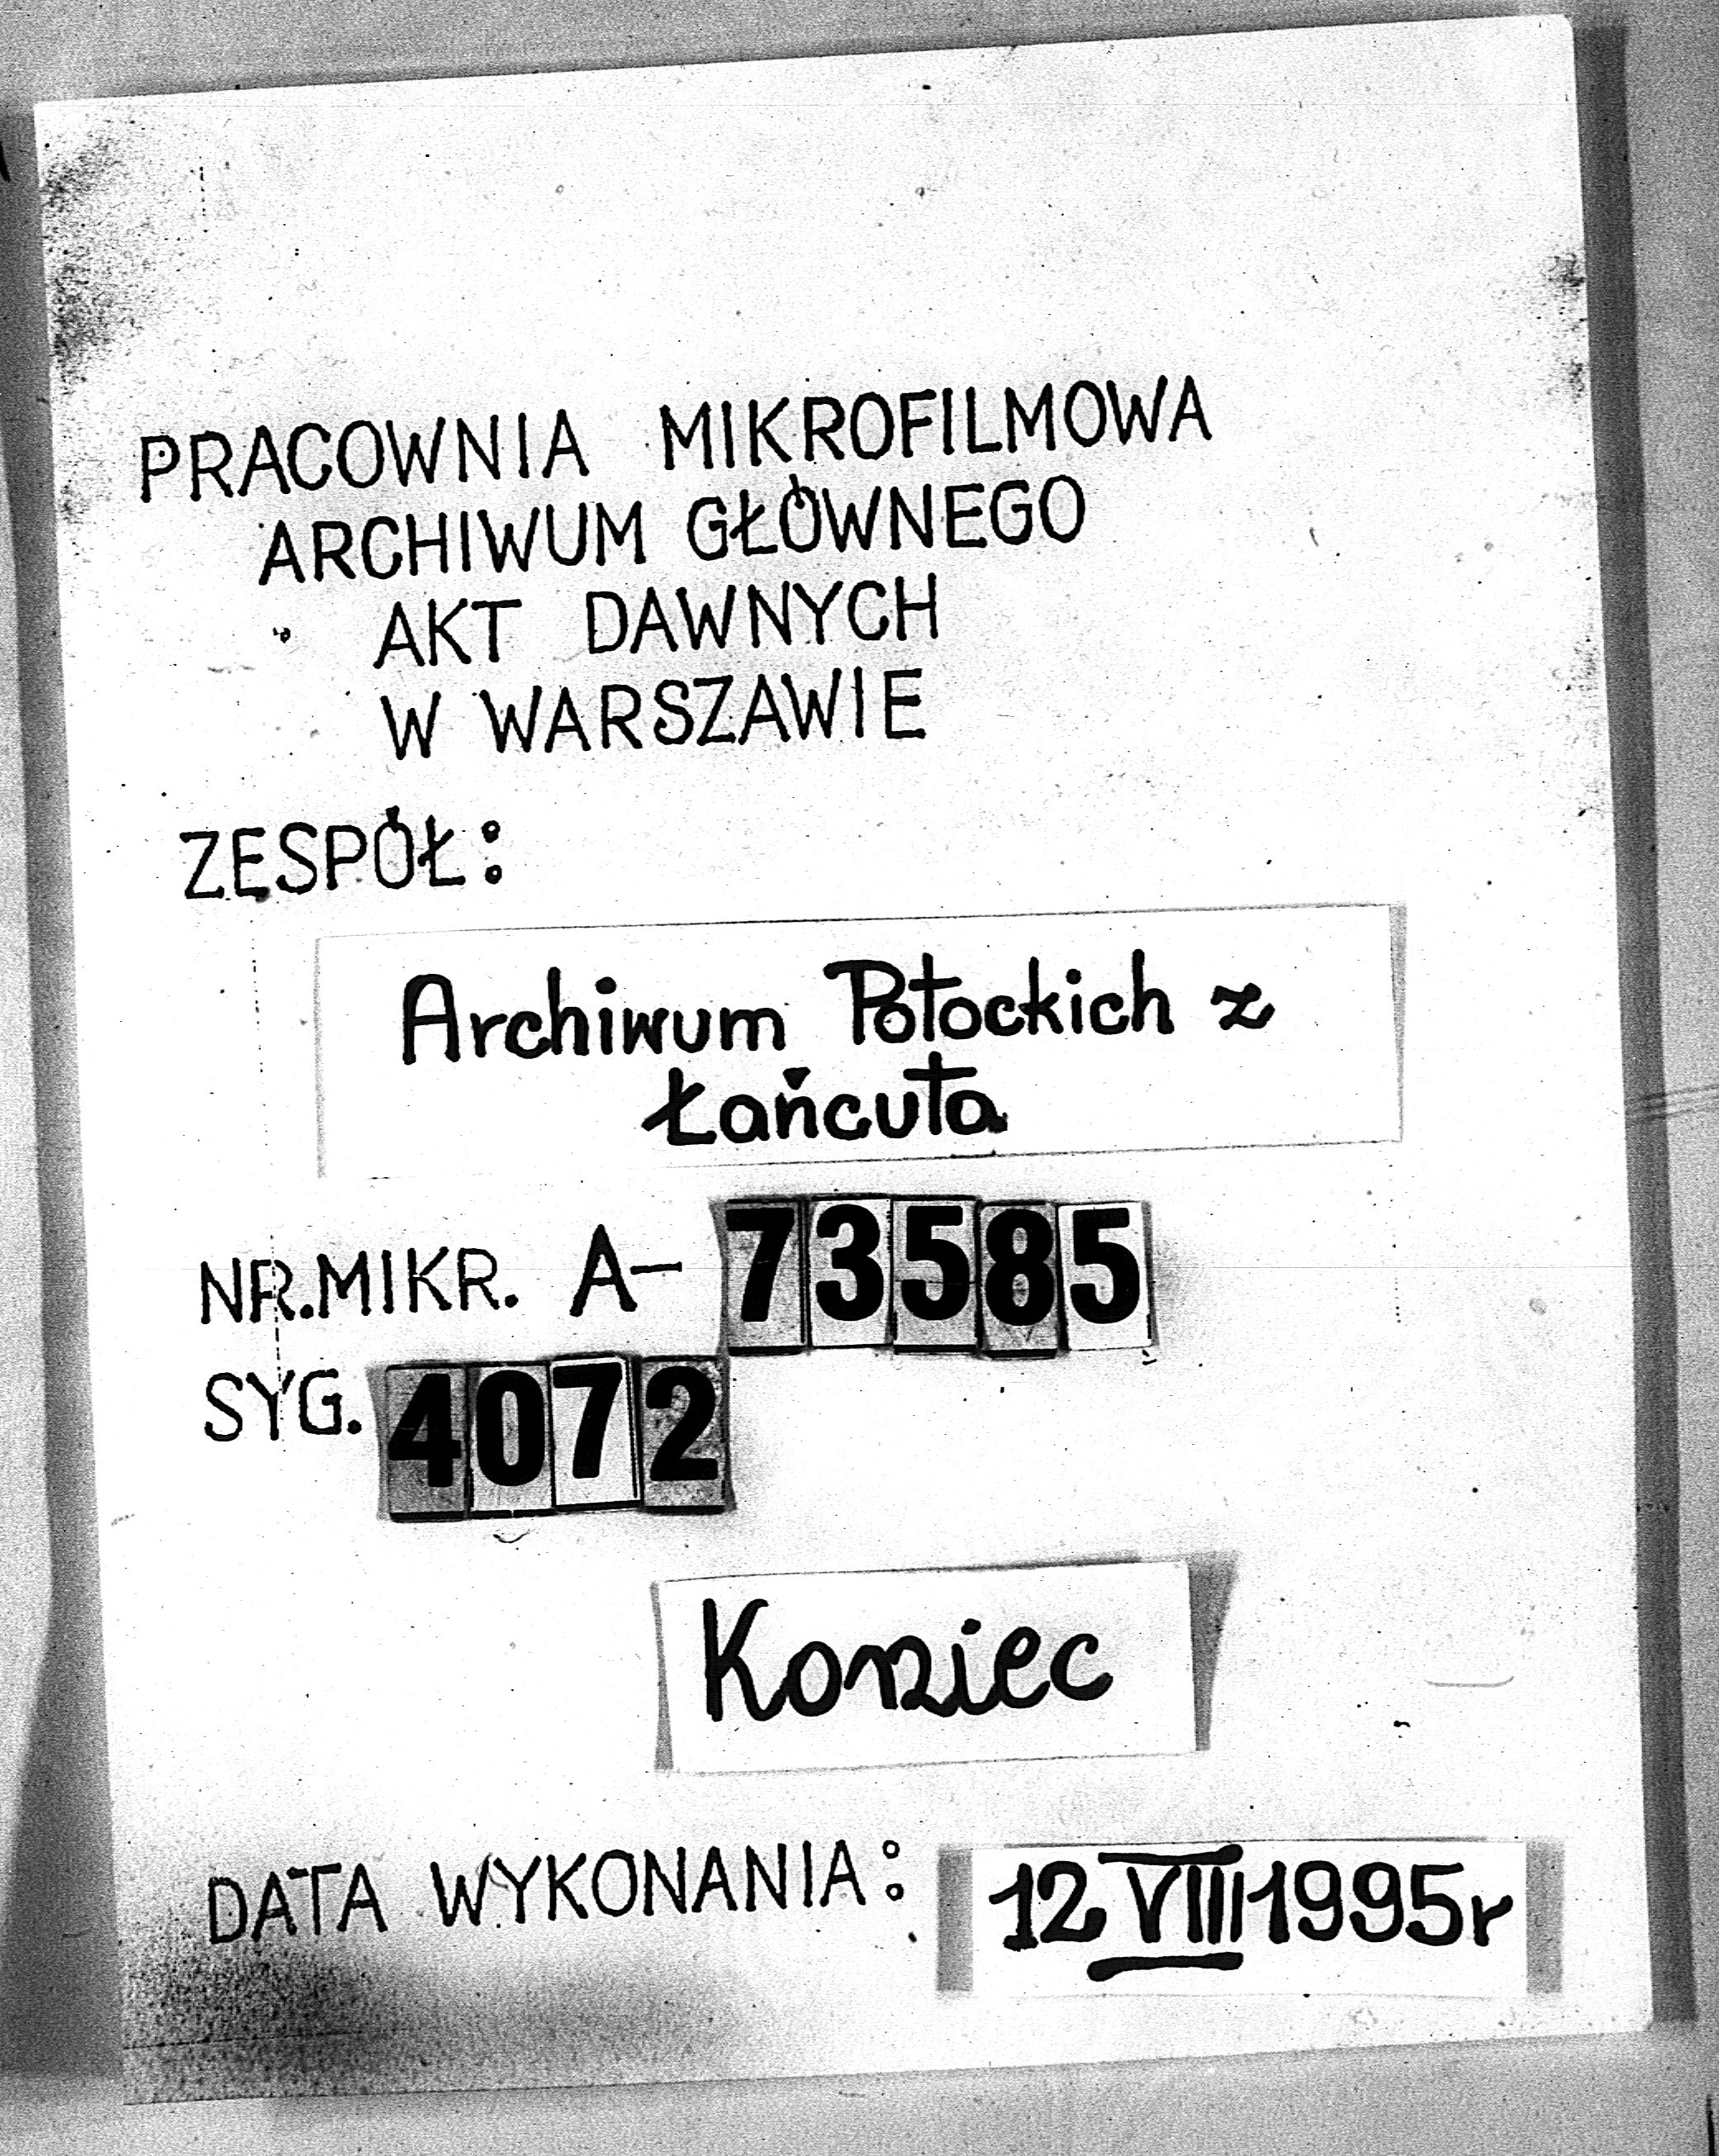 PRACOWNIA MIKROFILMOWA
ARCHIWUM GŁÓWNEGO
AKT DAWNYCH
W WARSZAWIE
ZESPÓŁ:
Archiwum Potockich z
Łańcuta
NR.MIKR. A- 73585
SYG. 4072
Koniec
DATA WYKONANIA: 12 VIII 1995r